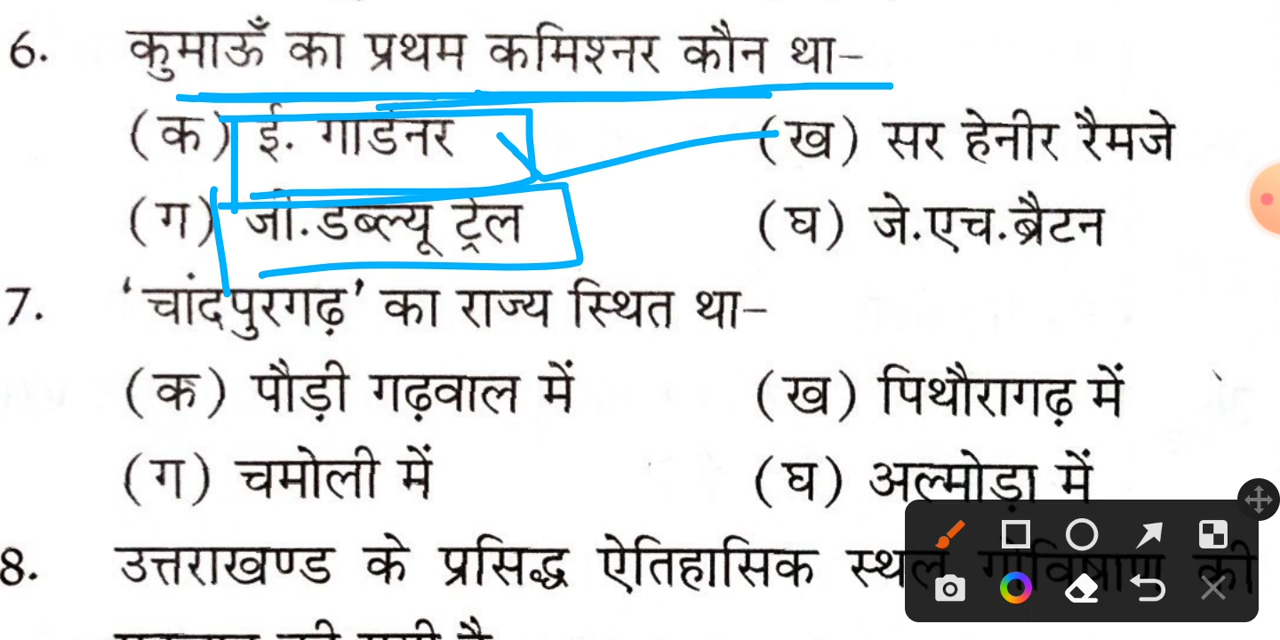 6. कुमाऊँ का प्रथम कमिश्नर कौन था-
(क) ई. गार्डनर (ख) सर हेनीर रैमजे
(ग) जी.डब्ल्यू ट्रेल (घ) जे.एच.ब्रैटन
7. 'चांदपुरगढ़' का राज्य स्थित था-
(क) पौड़ी गढ़वाल में (ख) पिथौरागढ़ में
(ग) चमोली में (घ) अल्मोड़ा में
8. उत्तराखण्ड के प्रसिद्ध ऐतिहासिक स्थल गोविषाण की